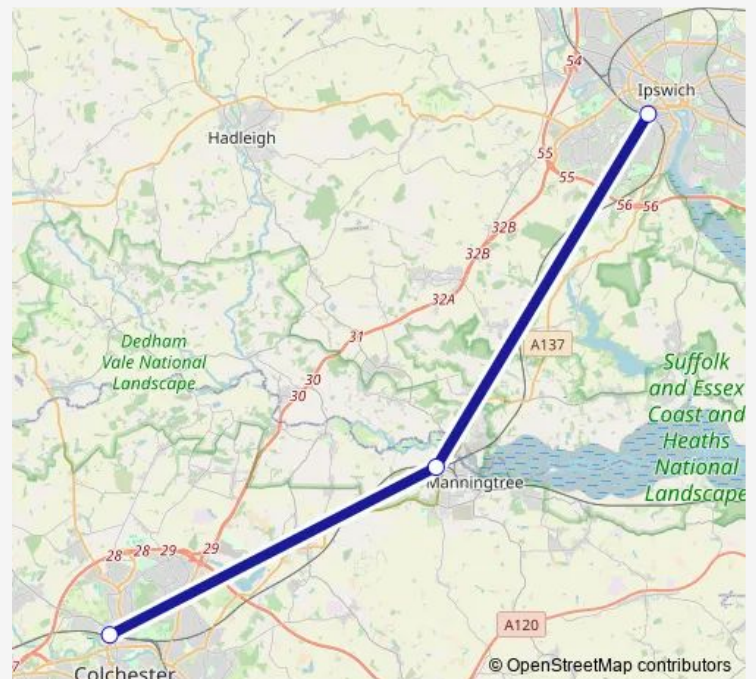 54
Ipswich
Hadleigh
55
55
56
56
32B
32B
32A
31
A137
Dedham
Vale National
Landscape
30
30
Suffolk
and Essex
Coast and
Heaths
National
Landscape
Manningtree
28
28
29
29
A120
7
Colchester
© OpenStreetMap contributors